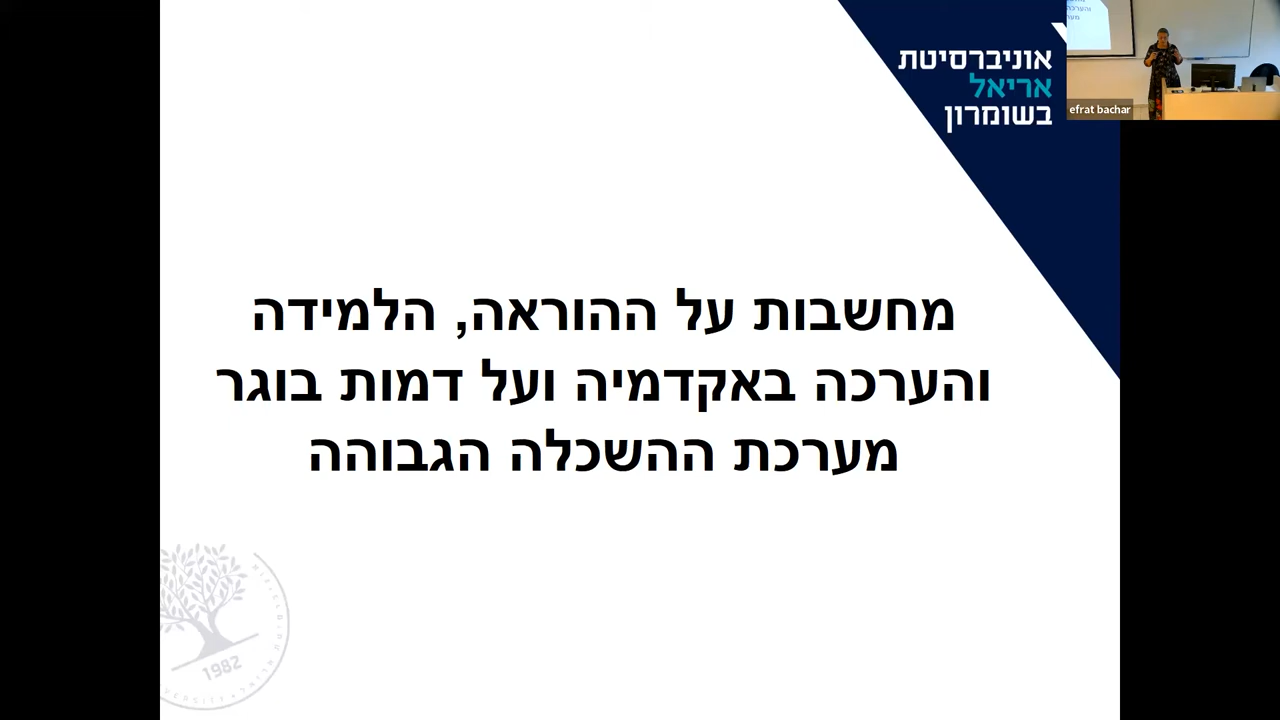 אוניברסיטת
אריאל
בשומרון
efrat bachar
מחשבות על ההוראה, הלמידה
והערכה באקדמיה ועל דמות בוגר
מערכת ההשכלה הגבוהה
1982